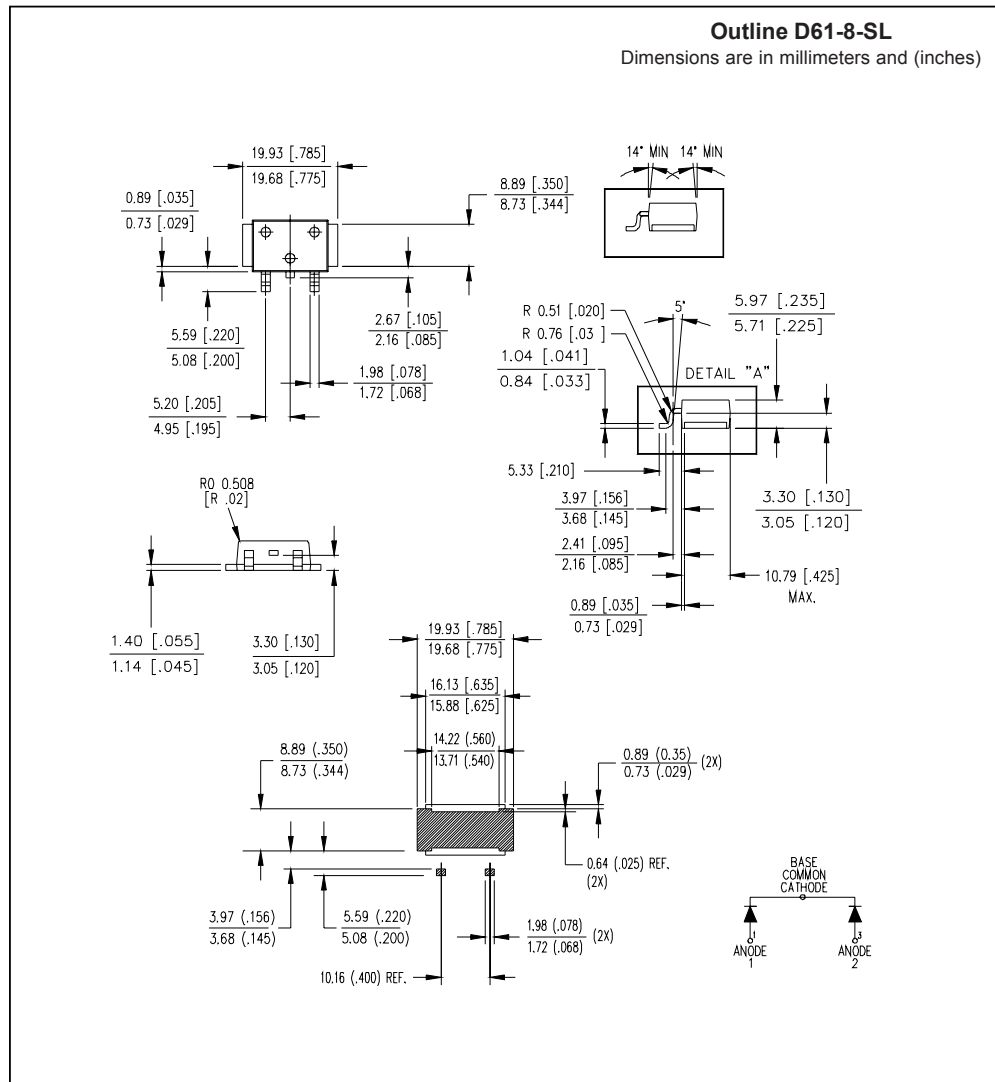 Outline D61-8-SL
Dimensions are in millimeters and (inches)
19.93 [.785]
19.68 [.775]
0.89 [.035]
0.73 [.029]
8.89 [.350]
8.73 [.344]
5.59 [.220]
5.08 [.200]
2.67 [.105]
2.16 [.085]
1.98 [.078]
1.72 [.068]
5.20 [.205]
4.95 [.195]
14° MIN
14° MIN
R 0.51 [.020]
5°
5.97 [.235]
5.71 [.225]
R 0.76 [.03 ]
1.04 [.041]
0.84 [.033]
DETAIL "A"
5.33 [.210]
3.97 [.156]
3.68 [.145]
3.30 [.130]
3.05 [.120]
2.41 [.095]
2.16 [.085]
10.79 [.425]
MAX.
0.89 [.035]
0.73 [.029]
R0 0.508
[R .02]
1.40 [.055]
1.14 [.045]
3.30 [.130]
3.05 [.120]
19.93 [.785]
19.68 [.775]
16.13 [.635]
15.88 [.625]
14.22 (.560)
13.71 (.540)
8.89 (.350)
8.73 (.344)
0.89 (0.35) (2X)
0.73 (.029)
0.64 (.025) REF.
(2X)
3.97 (.156)
3.68 (.145)
5.59 (.220)
5.08 (.200)
1.98 (.078) (2X)
1.72 (.068)
10.16 (.400) REF.
BASE
COMMON
CATHODE
1
ANODE
1
3
ANODE
2